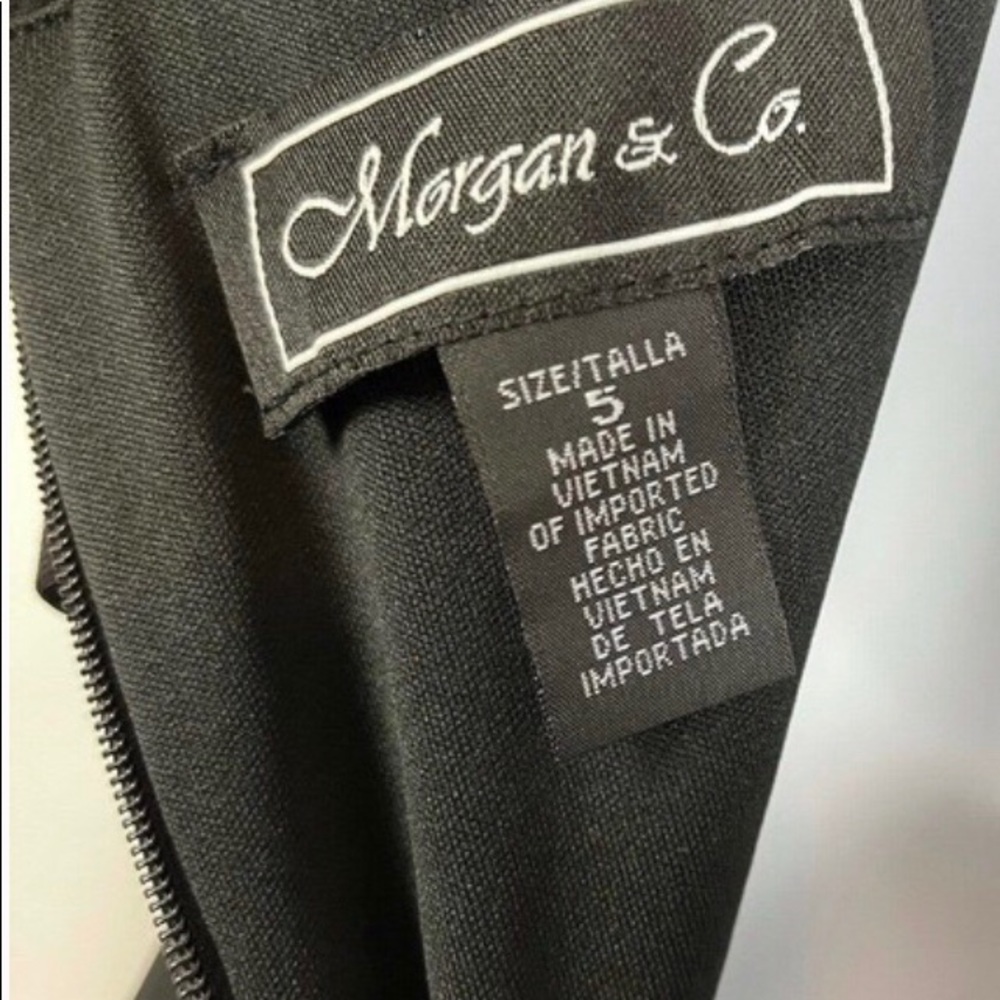 Morgan & Co.
SIZE/TALLA
5
MADE IN
VIETNAM
OF IMPORTED
FABRIC
HECHO EN
VIETNAM
DE TELA
IMPORTADA